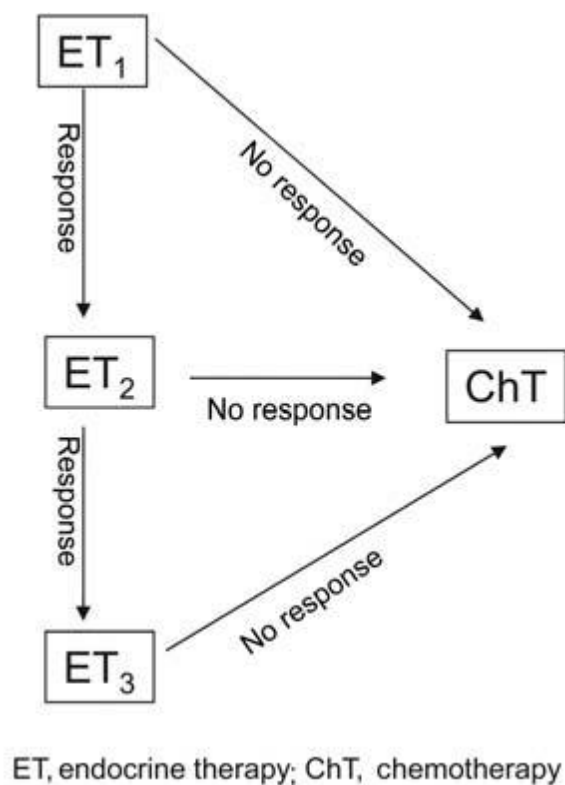 ET₁
Response
No response
ET₂
No response
ChT
Response
No response
ET₃
ET, endocrine therapy; ChT, chemotherapy